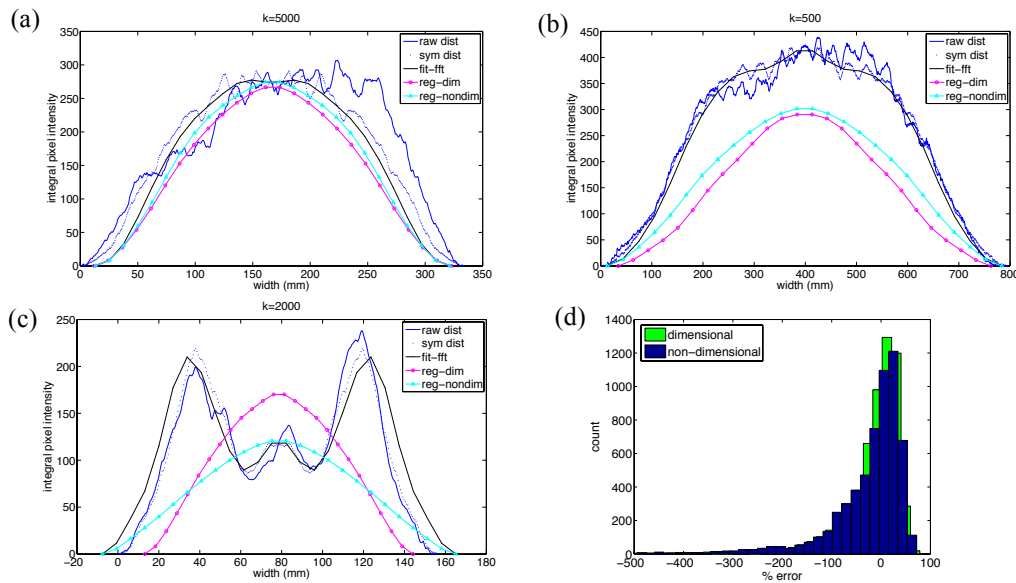 (a)
k=5000
350
300
250
200
150
100
50
0
integral pixel intensity
raw dist
sym dist
fit−fft
reg−dim
reg−nondim
0 50 100 150 200 250 300 350
width (mm)
(b)
k=500
450
400
350
300
250
200
150
100
50
0
integral pixel intensity
raw dist
sym dist
fit−fft
reg−dim
reg−nondim
100 200 300 400 500 600 700 800
width (mm)
(c)
k=2000
250
200
150
100
50
0
integral pixel intensity
raw dist
sym dist
fit−fft
reg−dim
reg−nondim
−20 0 20 40 60 80 100 120 140 160 180
width (mm)
(d)
1400
1200
1000
800
600
400
200
0
count
dimensional
non−dimensional
−500 −400 −300 −200 −100 0 100
% error